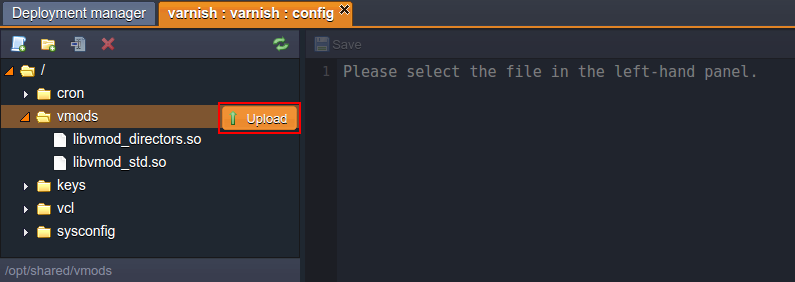 Deployment manager
varnish : varnish : config
Save
/
cron
vmods
Upload
libvmod_directors.so
libvmod_std.so
keys
vcl
sysconfig
/opt/shared/vmods
1 Please select the file in the left-hand panel.